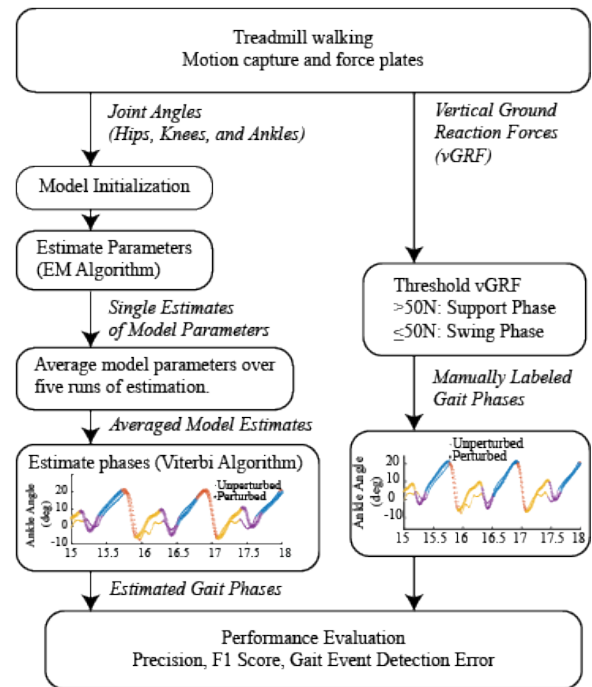 Treadmill walking
Motion capture and force plates
Joint Angles
(Hips, Knees, and Ankles)
Vertical Ground
Reaction Forces
(vGRF)
Model Initialization
Estimate Parameters
(EM Algorithm)
Threshold vGRF
>50N: Support Phase
≤50N: Swing Phase
Single Estimates
of Model Parameters
Average model parameters over
five runs of estimation.
Manually Labeled
Gait Phases
Averaged Model Estimates
Estimate phases (Viterbi Algorithm)
Ankle Angle
(deg)
20
10
0
-10
Unperturbed
Perturbed
15 15.5 16 16.5 17 17.5 18
Ankle Angle
(deg)
20
10
0
-10
Unperturbed
Perturbed
15 15.5 16 16.5 17 17.5 18
Estimated Gait Phases
Performance Evaluation
Precision, F1 Score, Gait Event Detection Error